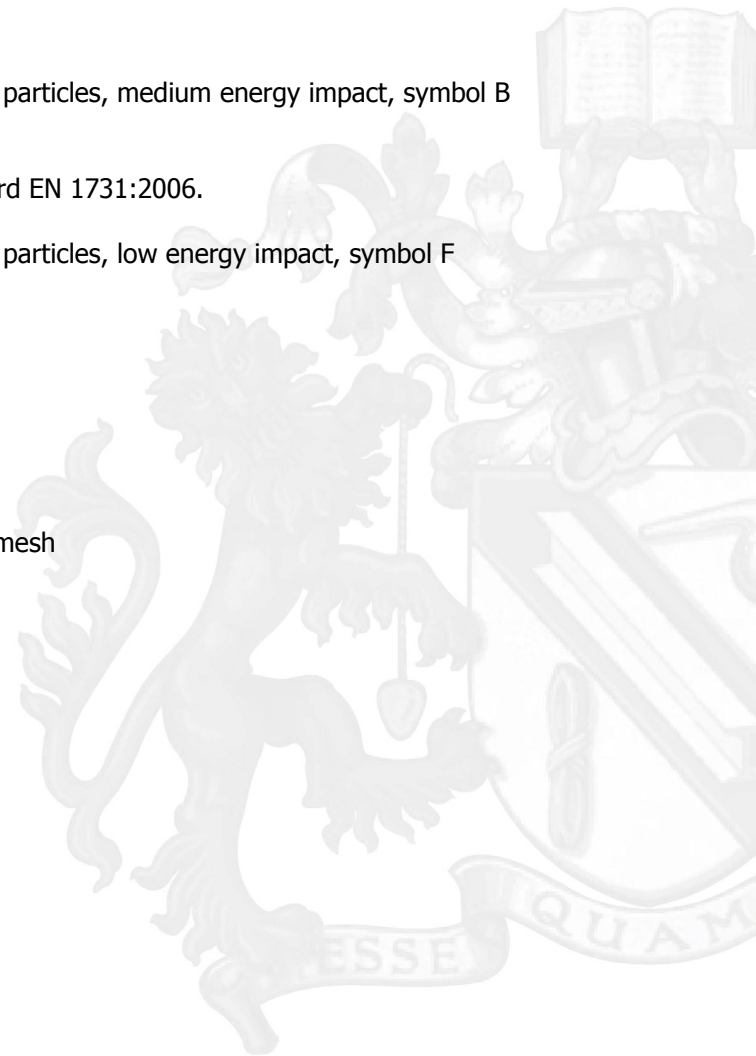 particles, medium energy impact, symbol B
rd EN 1731:2006.
particles, low energy impact, symbol F
mesh
ESSE
QUAM